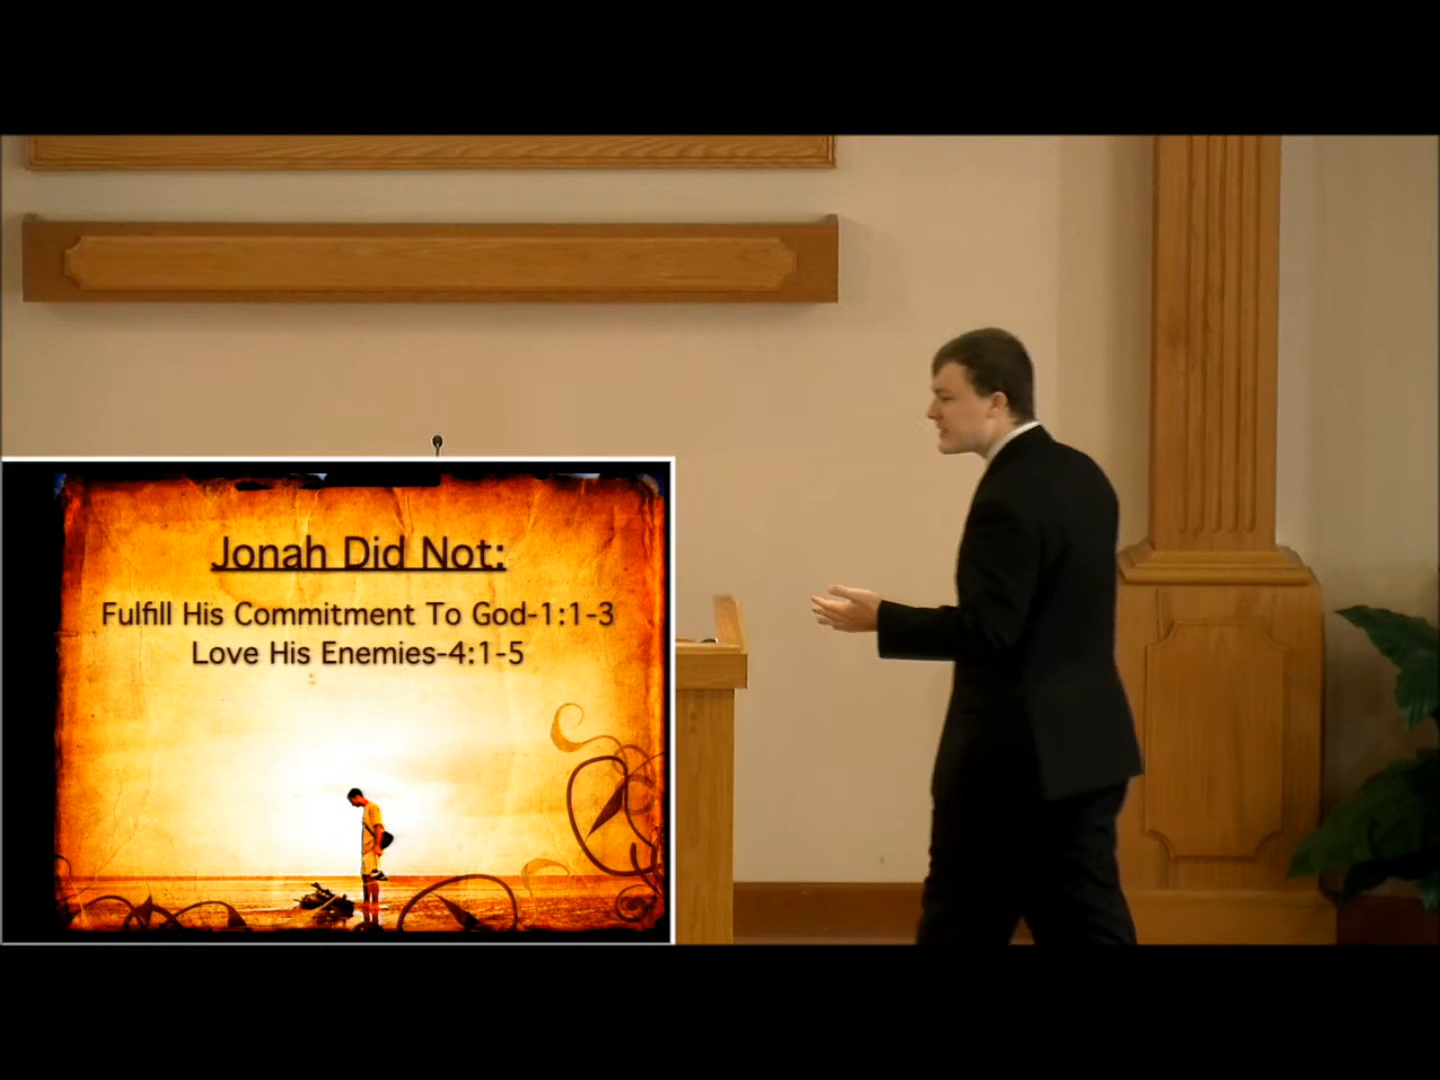 Jonah Did Not:
Fulfill His Commitment To God-1:1-3
Love His Enemies-4:1-5